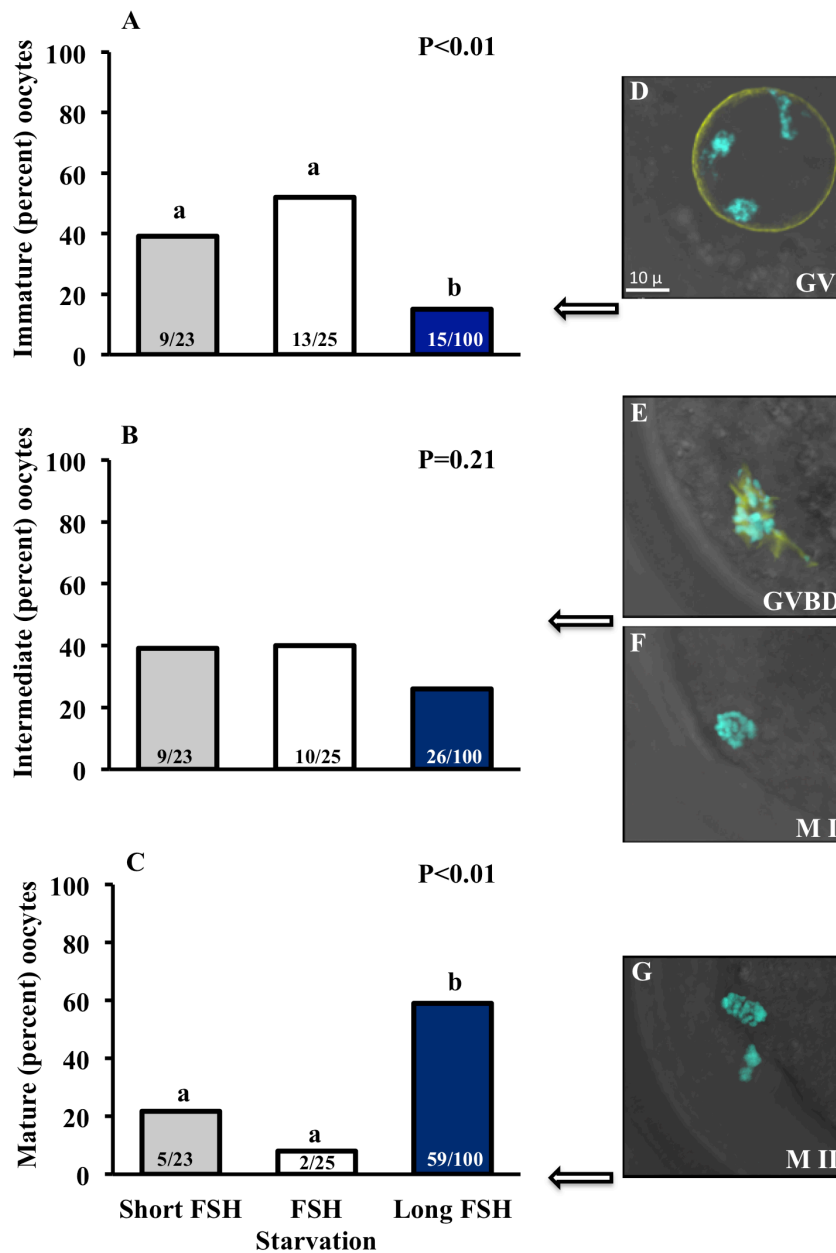 A
P<0.01
Immature (percent) oocytes
100
80
60
40
20
0
a
a
b
9/23
13/25
15/100
D
10 µ
GV
B
P=0.21
Intermediate (percent) oocytes
100
80
60
40
20
0
9/23
10/25
26/100
E
GVBD
F
M I
C
P<0.01
Mature (percent) oocytes
100
80
60
40
20
0
a
a
b
5/23
2/25
59/100
Short FSH
FSH
Starvation
Long FSH
G
M II